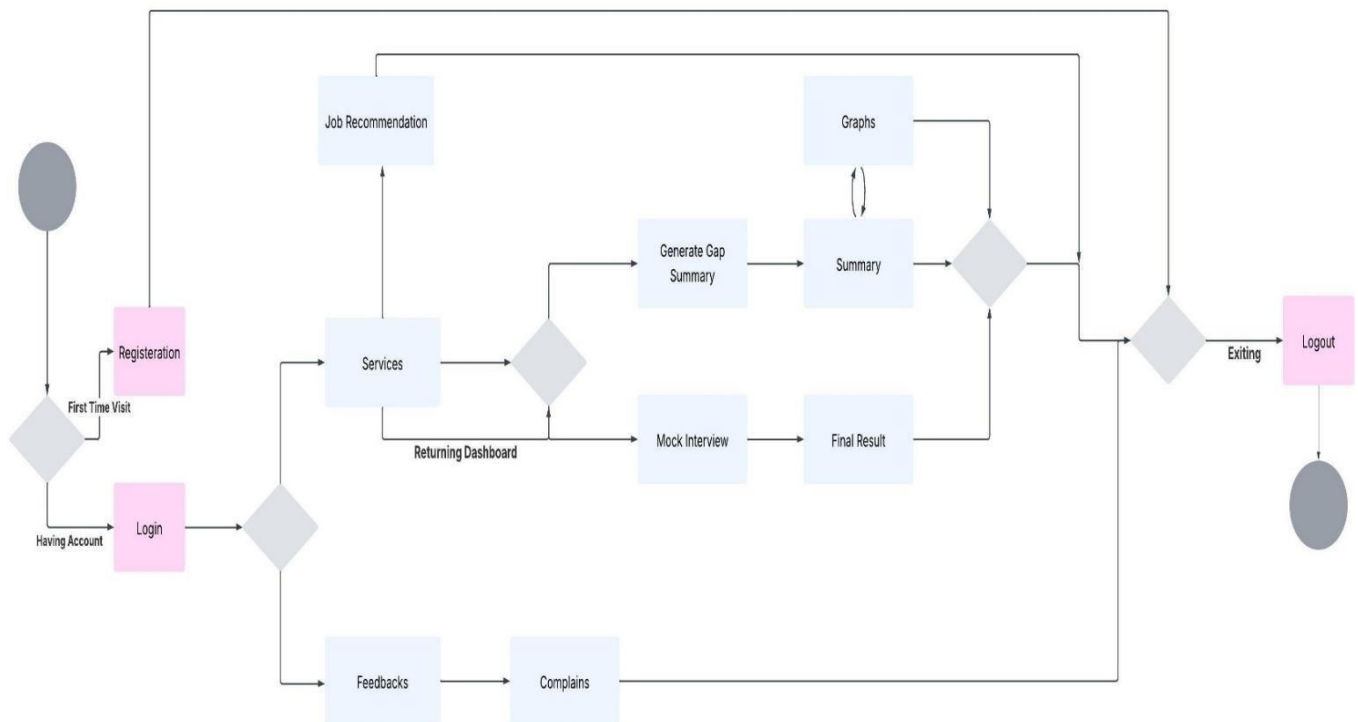 Job Recommendation
Graphs
Generate Gap
Summary
Summary
Registeration
First Time Visit
Services
Exiting
Logout
Returning Dashboard
Mock Interview
Final Result
Having Account
Login
Feedbacks
Complains